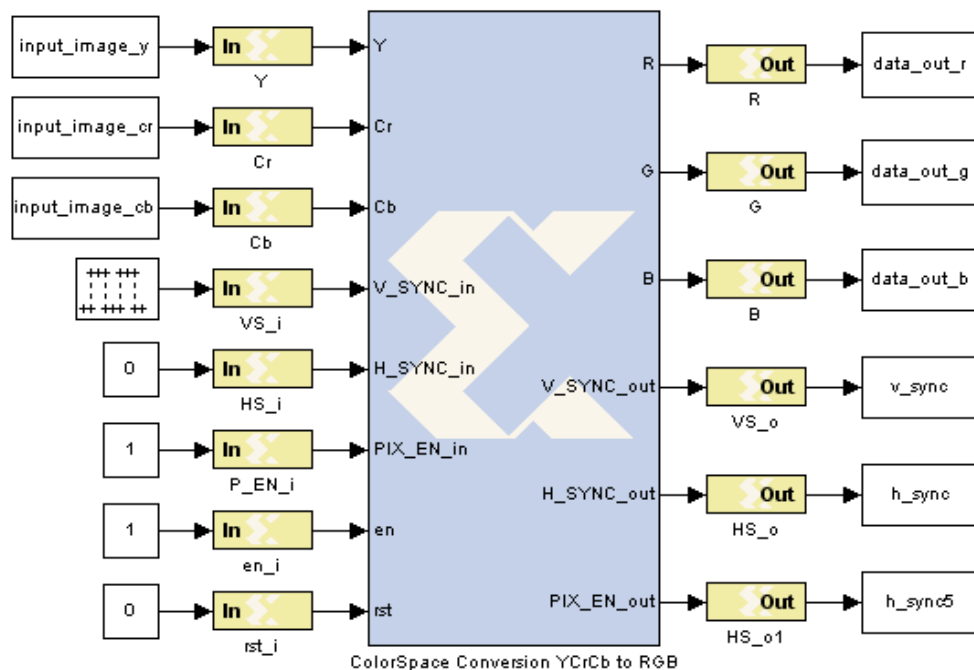 input_image_y
In
Y
Y
input_image_cr
In
Cr
Cr
input_image_cb
In
Cb
Cb
In
VS_i
V_SYNC_in
0
In
HS_i
H_SYNC_in
1
In
P_EN_i
PIX_EN_in
1
In
en_i
en
0
In
rst_i
rst
R
Out
R
data_out_r
G
Out
G
data_out_g
B
Out
B
data_out_b
V_SYNC_out
Out
VS_o
v_sync
H_SYNC_out
Out
HS_o
h_sync
PIX_EN_out
Out
HS_o1
h_sync5
ColorSpace Conversion YCrCb to RGB